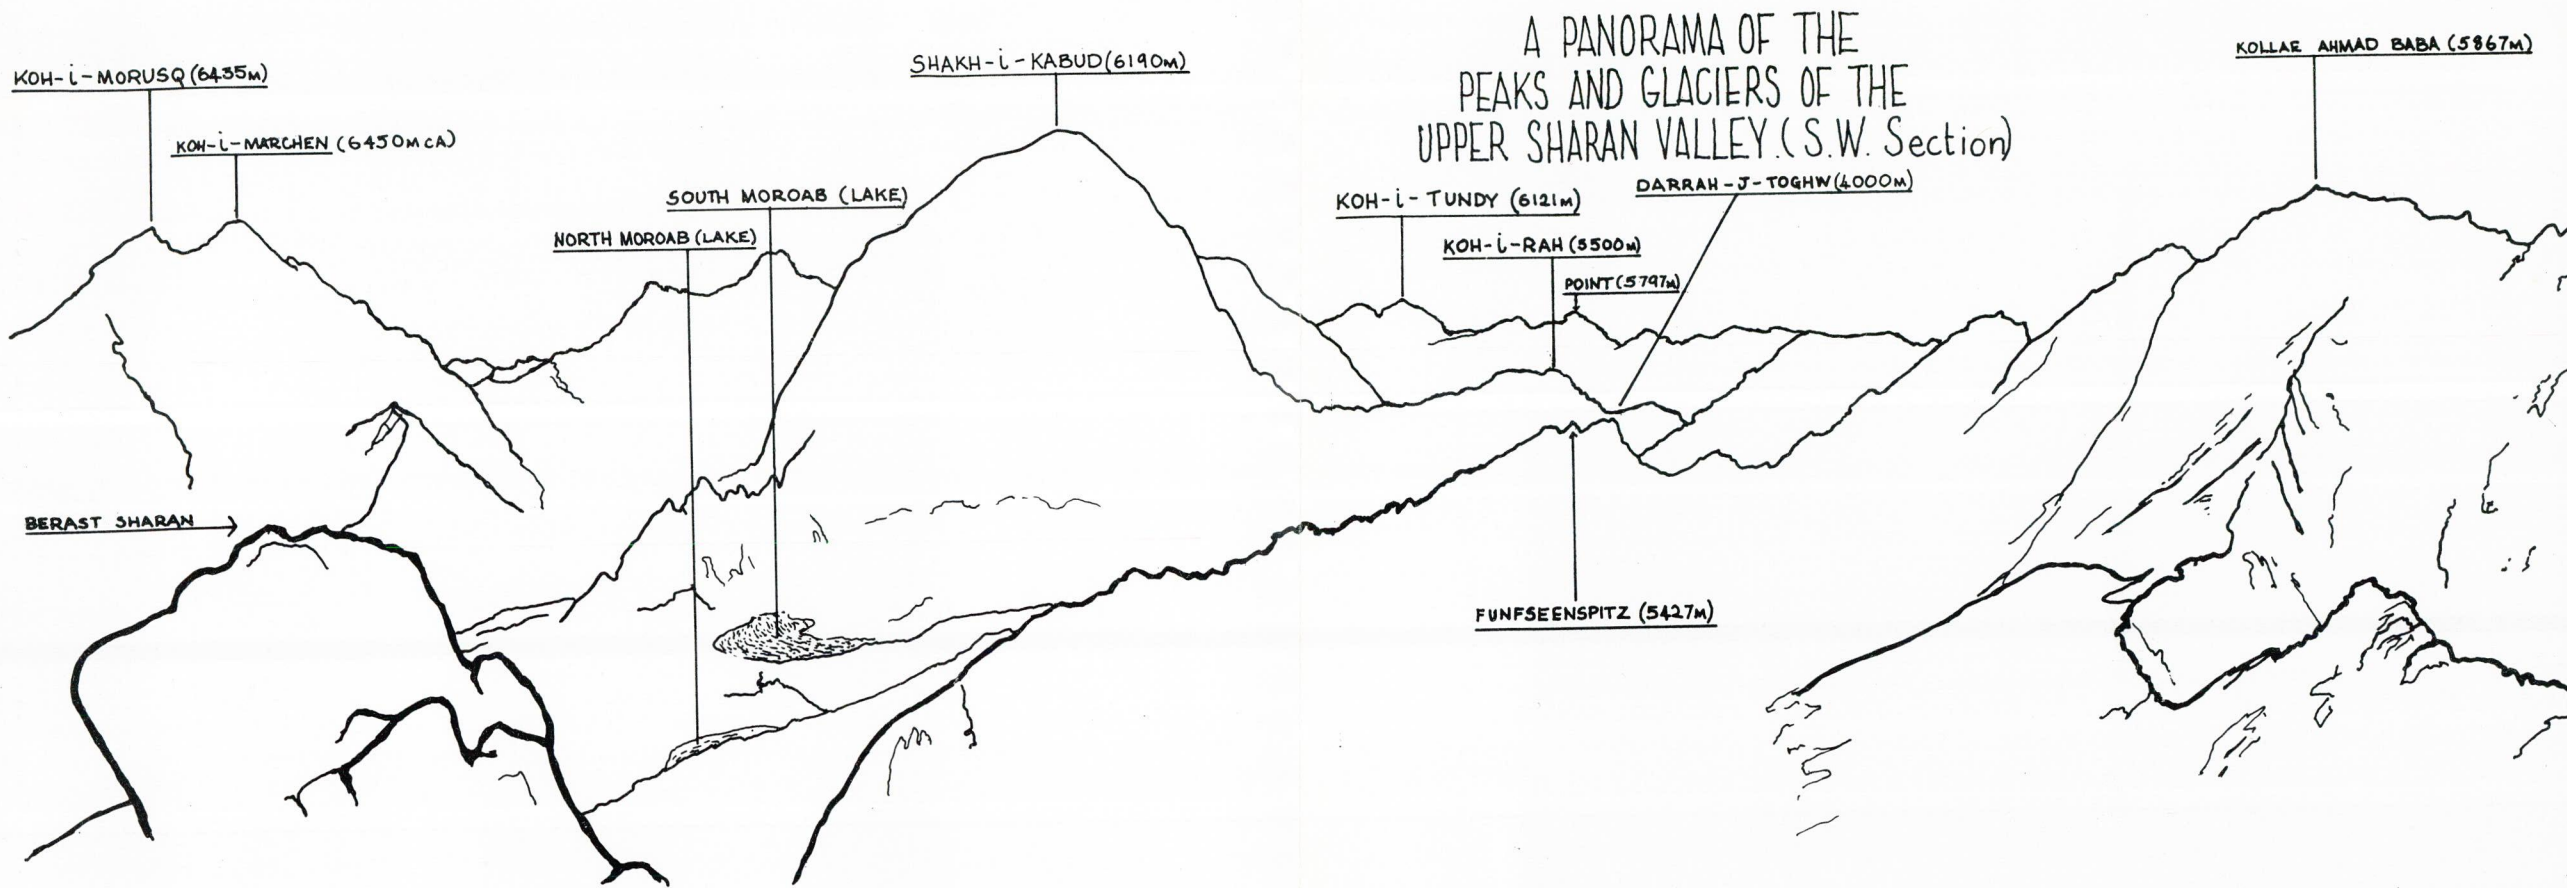 A PANORAMA OF THE
PEAKS AND GLACIERS OF THE
UPPER SHARAN VALLEY.(S.W. Section)
KOH-i-MORUSQ (6435M)
KOH-i-MARCHEN (6450M CA)
SHAKH-i-KABUD (6190M)
SOUTH MOROAB (LAKE)
NORTH MOROAB (LAKE)
KOLLAE AHMAD BABA (5867M)
DARRAH-J-TOGHW (4000M)
KOH-i-TUNDY (6121M)
KOH-i-RAH (5500M)
POINT (5797M)
BERAST SHARAN
FUNFSEENSPITZ (5427M)